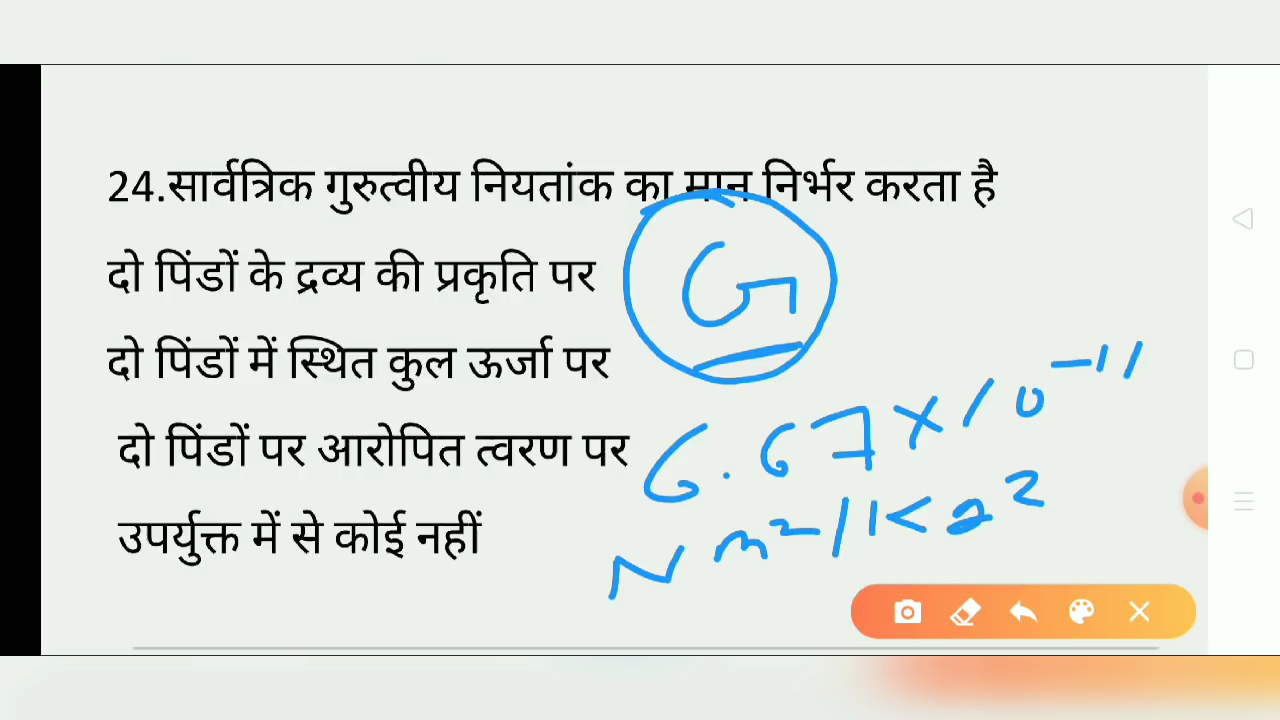 24.सार्वत्रिक गुरुत्वीय नियतांक का मान निर्भर करता है
दो पिंडों के द्रव्य की प्रकृति पर
G
दो पिंडों में स्थित कुल ऊर्जा पर
दो पिंडों पर आरोपित त्वरण पर
6.67×10⁻¹¹
उपर्युक्त में से कोई नहीं
N m²/kg²